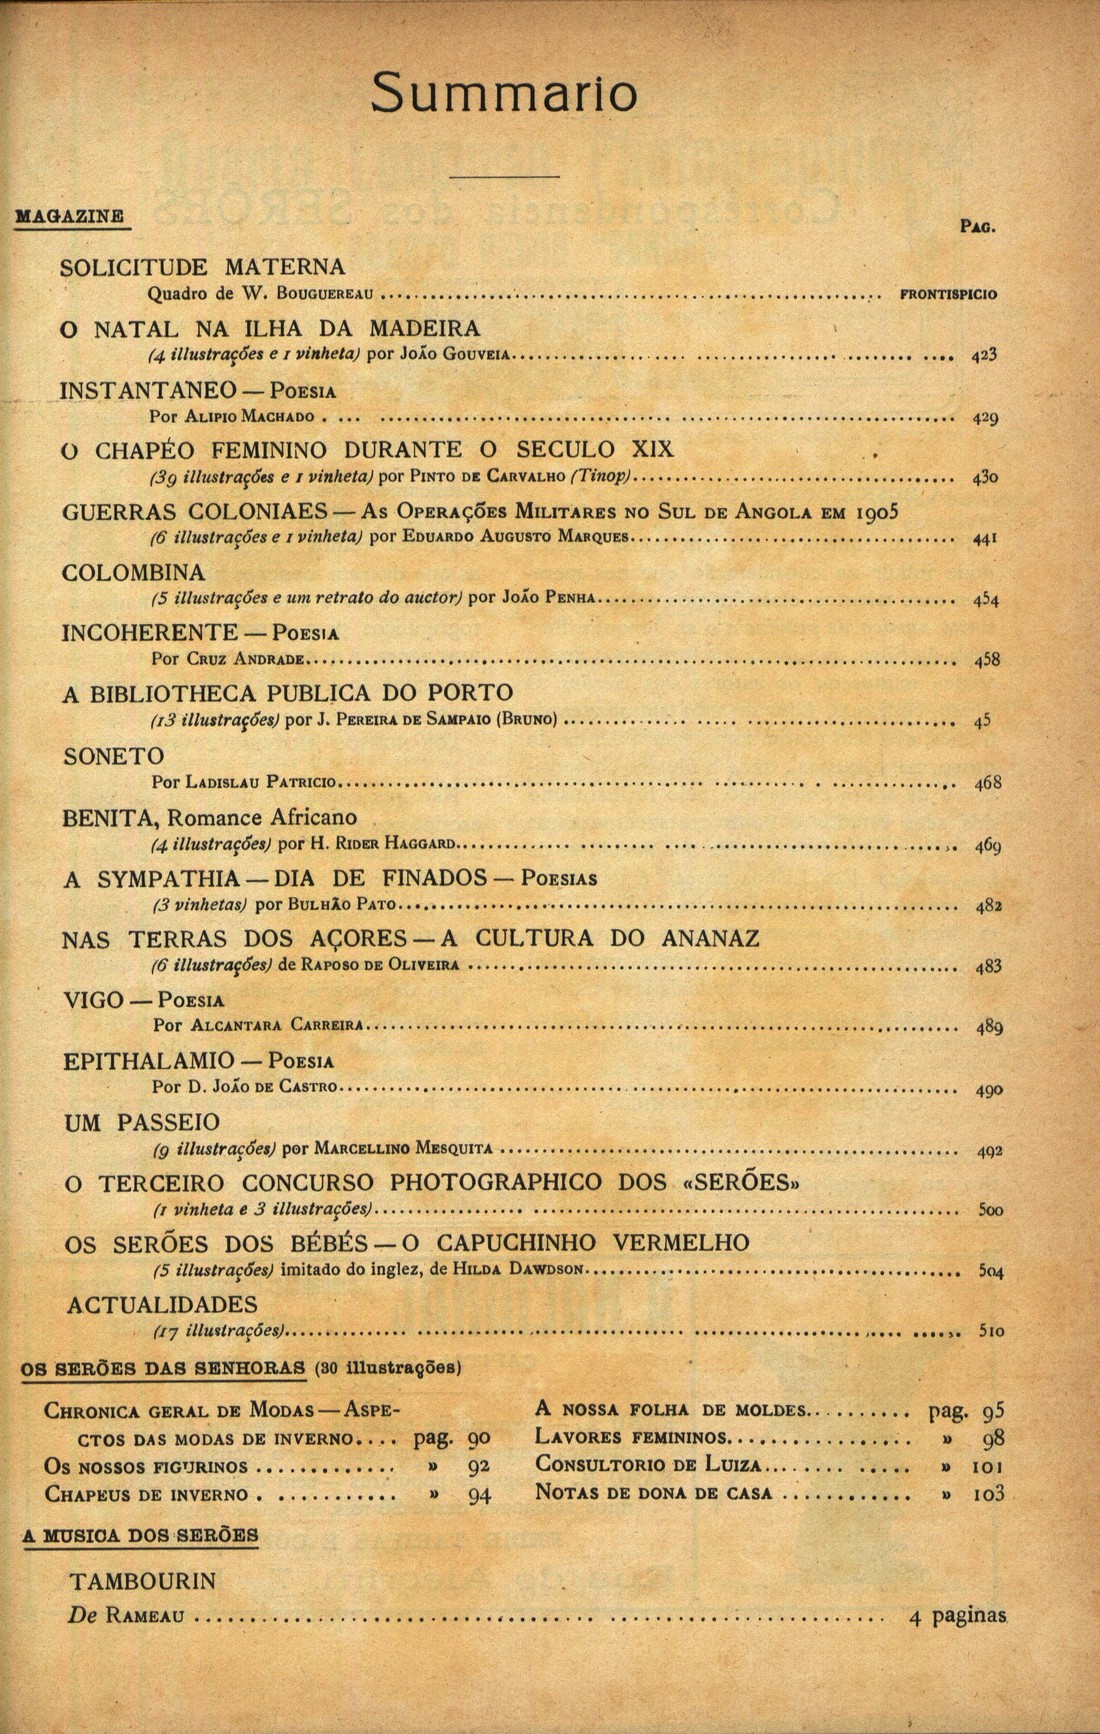 Summario
MAGAZINE
PAG.
SOLICITUDE MATERNA
Quadro de W. BOUGUEREAU ........ FRONTISPICIO
O NATAL NA ILHA DA MADEIRA
(4 illustrações e 1 vinheta) por JOÃO GOUVEIA........ 423
INSTANTANEO — POESIA
Por ALIPIO MACHADO ........ 429
O CHAPÉO FEMININO DURANTE O SECULO XIX
(39 illustrações e 1 vinheta) por PINTO DE CARVALHO (Tinop)........ 430
GUERRAS COLONIAES — AS OPERAÇÕES MILITARES NO SUL DE ANGOLA EM 1905
(6 illustrações e 1 vinheta) por EDUARDO AUGUSTO MARQUES........ 441
COLOMBINA
(5 illustrações e um retrato do auctor) por JOÃO PENHA........ 454
INCOHERENTE — POESIA
Por CRUZ ANDRADE........ 458
A BIBLIOTHECA PUBLICA DO PORTO
(13 illustrações) por J. PEREIRA DE SAMPAIO (BRUNO) ........ 45
SONETO
Por LADISLAU PATRICIO........ 468
BENITA, Romance Africano
(4 illustrações) por H. RIDER HAGGARD........ 469
A SYMPATHIA — DIA DE FINADOS — POESIAS
(3 vinhetas) por BULHÃO PATO........ 482
NAS TERRAS DOS AÇORES — A CULTURA DO ANANAZ
(6 illustrações) de RAPOSO DE OLIVEIRA ........ 483
VIGO — POESIA
Por ALCANTARA CARREIRA........ 489
EPITHALAMIO — POESIA
Por D. JOÃO DE CASTRO........ 490
UM PASSEIO
(9 illustrações) por MARCELLINO MESQUITA ........ 492
O TERCEIRO CONCURSO PHOTOGRAPHICO DOS «SERÕES»
(1 vinheta e 3 illustrações)........ 500
OS SERÕES DOS BÉBÉS — O CAPUCHINHO VERMELHO
(5 illustrações) imitado do inglez, de HILDA DAWDSON........ 504
ACTUALIDADES
(17 illustrações)........ 510
OS SERÕES DAS SENHORAS (30 illustrações)
CHRONICA GERAL DE MODAS — ASPE-
CTOS DAS MODAS DE INVERNO.... pag. 90
OS NOSSOS FIGURINOS ........ » 92
CHAPEUS DE INVERNO ........ » 94
A NOSSA FOLHA DE MOLDES........ pag. 95
LAVORES FEMININOS........ » 98
CONSULTORIO DE LUIZA........ » 101
NOTAS DE DONA DE CASA ........ » 103
A MUSICA DOS SERÕES
TAMBOURIN
De RAMEAU ........ 4 paginas